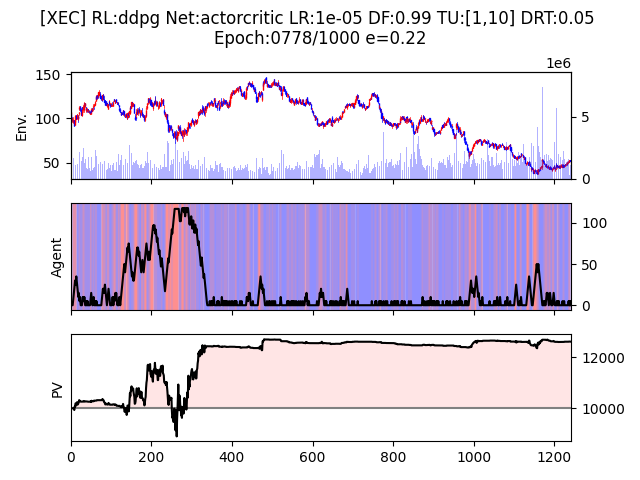 [XEC] RL:ddpg Net:actorcritic LR:1e-05 DF:0.99 TU:[1,10] DRT:0.05
Epoch:0778/1000 e=0.22
1e6
150
100
50
Env.
5
0
Agent
100
50
0
PV
12000
10000
0 200 400 600 800 1000 1200